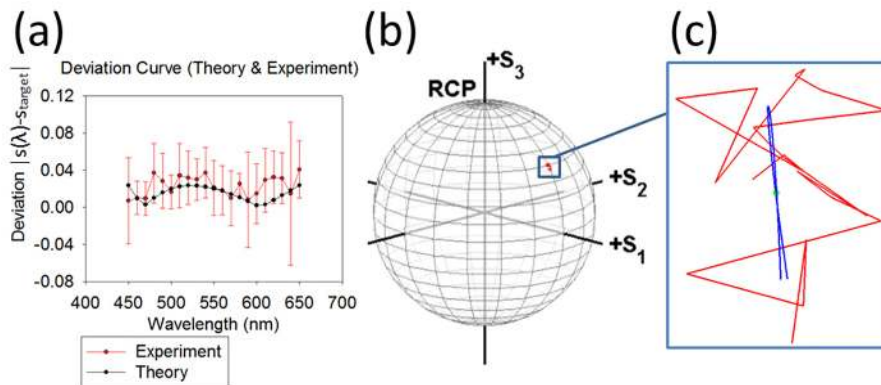 (a)
Deviation Curve (Theory & Experiment)
Deviation |s(λ)-s_target|
0.12
0.08
0.04
0.00
-0.04
-0.08
400 450 500 550 600 650 700
Wavelength (nm)
Experiment
Theory
(b)
+S₃
RCP
+S₂
+S₁
(c)